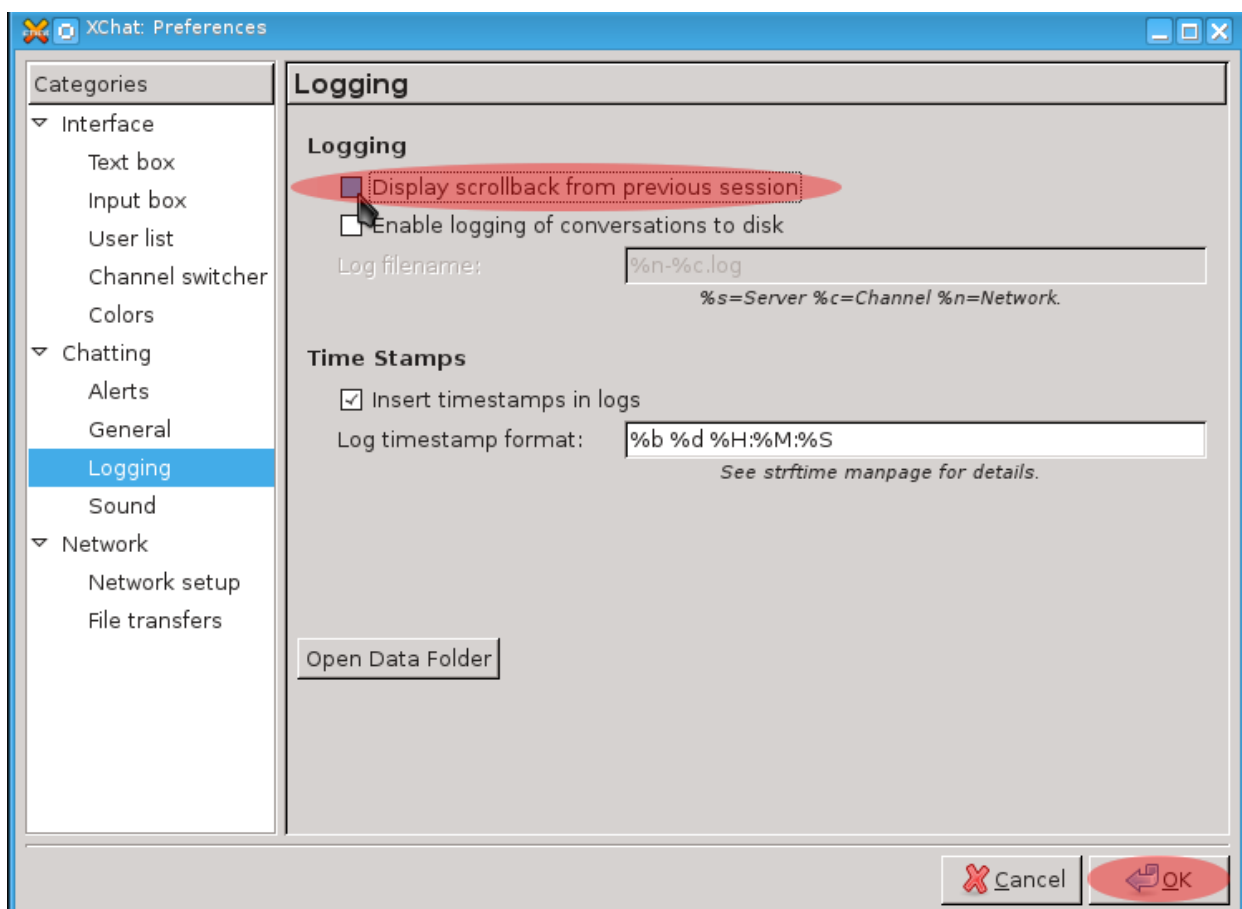 XChat: Preferences
Categories
Interface
Text box
Input box
User list
Channel switcher
Colors
Chatting
Alerts
General
Logging
Sound
Network
Network setup
File transfers
Logging
Logging
Display scrollback from previous session
Enable logging of conversations to disk
Log filename: %n-%c.log
%s=Server %c=Channel %n=Network.
Time Stamps
Insert timestamps in logs
Log timestamp format: %b %d %H:%M:%S
See strftime manpage for details.
Open Data Folder
Cancel OK